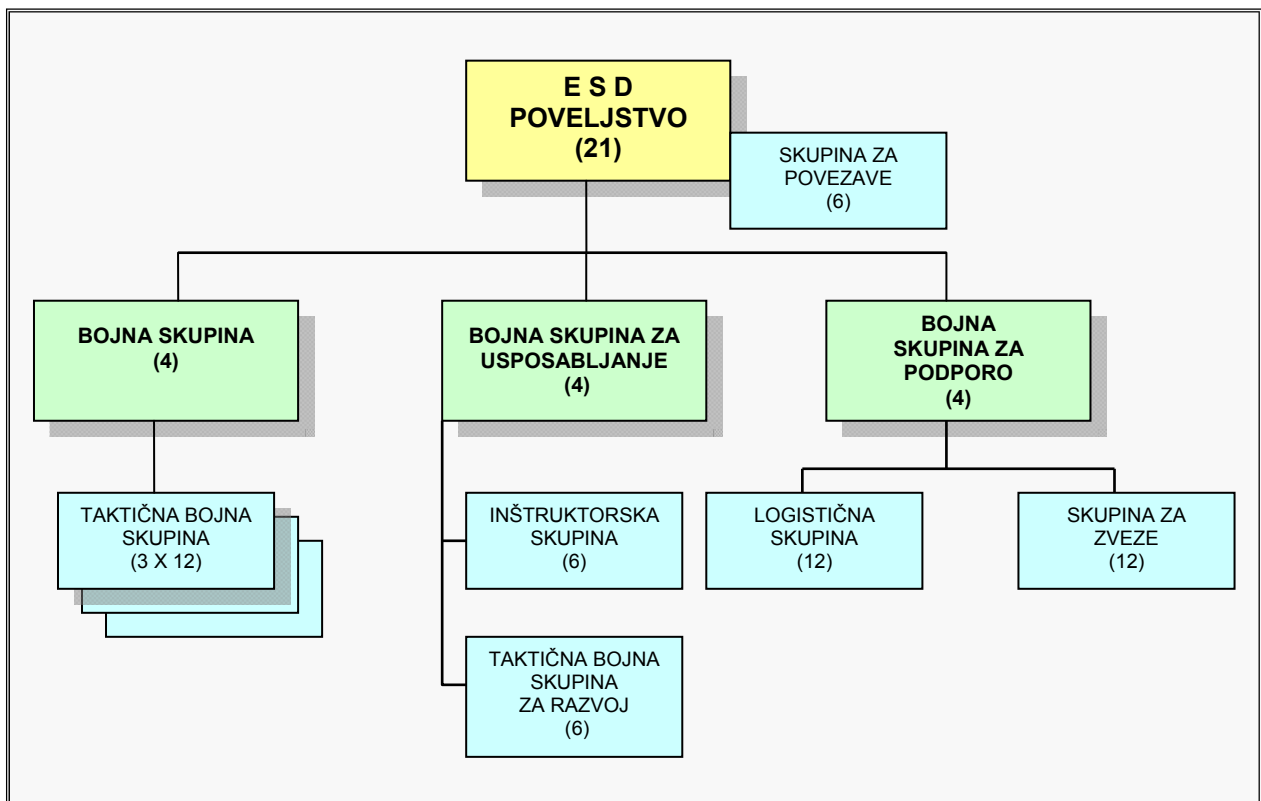 E S D
POVELJSTVO
(21)
SKUPINA ZA
POVEZAVE
(6)
BOJNA SKUPINA
(4)
BOJNA SKUPINA ZA
USPOSABLJANJE
(4)
BOJNA
SKUPINA ZA
PODPORO
(4)
TAKTIČNA BOJNA
SKUPINA
(3 X 12)
INŠTRUKTORSKA
SKUPINA
(6)
LOGISTIČNA
SKUPINA
(12)
SKUPINA ZA
ZVEZE
(12)
TAKTIČNA BOJNA
SKUPINA
ZA RAZVOJ
(6)